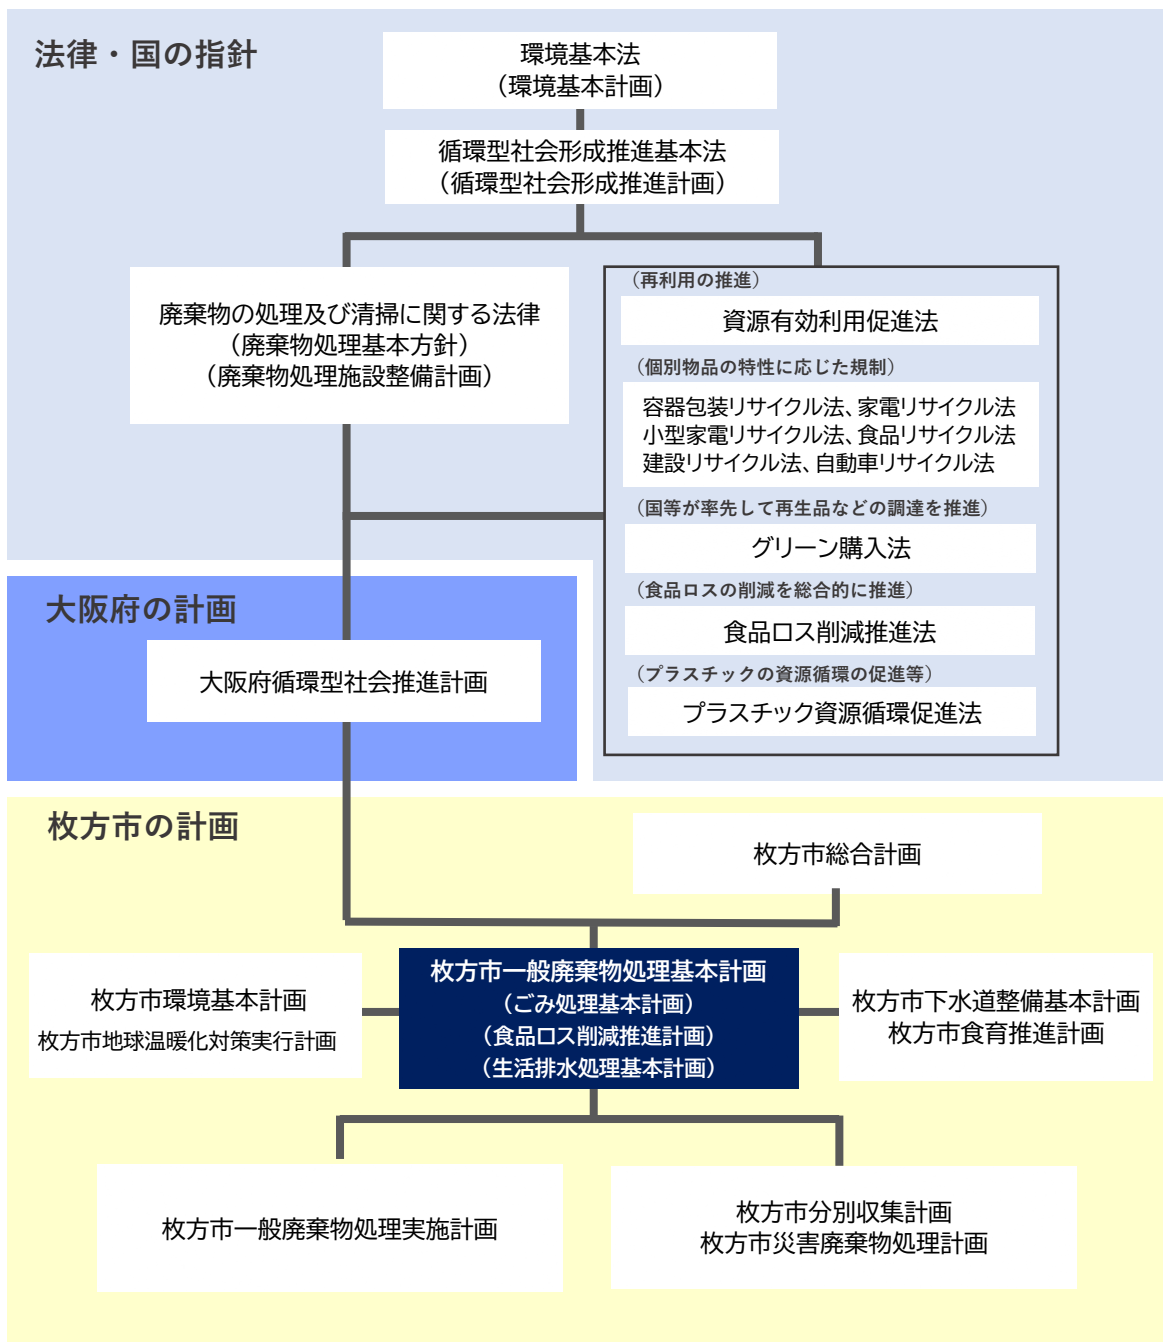 法律・国の指針
環境基本法
（環境基本計画）
循環型社会形成推進基本法
（循環型社会形成推進計画）
廃棄物の処理及び清掃に関する法律
（廃棄物処理基本方針）
（廃棄物処理施設整備計画）
（再利用の推進）
資源有効利用促進法
（個別物品の特性に応じた規制）
容器包装リサイクル法、家電リサイクル法
小型家電リサイクル法、食品リサイクル法
建設リサイクル法、自動車リサイクル法
（国等が率先して再生品などの調達を推進）
グリーン購入法
（食品ロスの削減を総合的に推進）
食品ロス削減推進法
（プラスチックの資源循環の促進等）
プラスチック資源循環促進法
大阪府の計画
大阪府循環型社会推進計画
枚方市の計画
枚方市総合計画
枚方市環境基本計画
枚方市地球温暖化対策実行計画
枚方市一般廃棄物処理基本計画
（ごみ処理基本計画）
（食品ロス削減推進計画）
（生活排水処理基本計画）
枚方市下水道整備基本計画
枚方市食育推進計画
枚方市一般廃棄物処理実施計画
枚方市分別収集計画
枚方市災害廃棄物処理計画